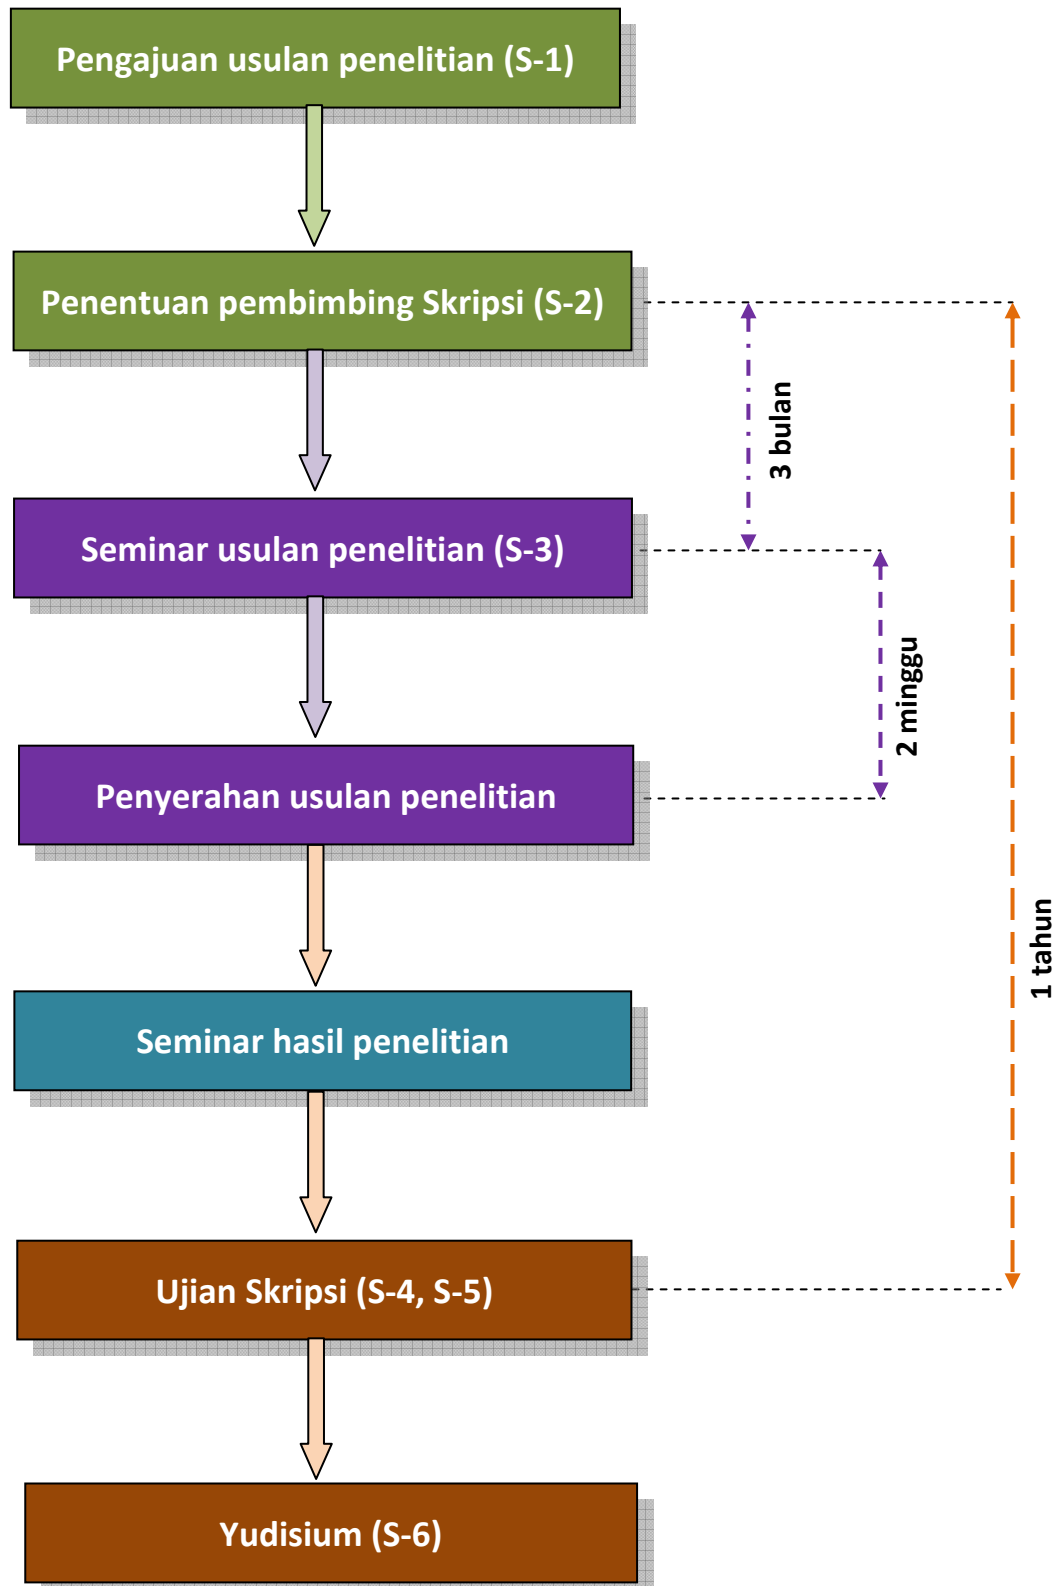 Pengajuan usulan penelitian (S-1)
Penentuan pembimbing Skripsi (S-2)
3 bulan
Seminar usulan penelitian (S-3)
2 minggu
Penyerahan usulan penelitian
1 tahun
Seminar hasil penelitian
Ujian Skripsi (S-4, S-5)
Yudisium (S-6)